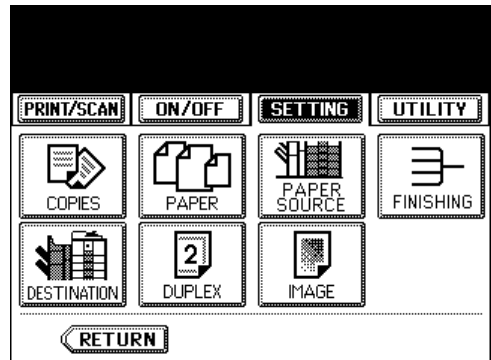 PRINT/SCAN ON/OFF SETTING UTILITY
COPIES PAPER PAPER SOURCE FINISHING
DESTINATION 2 DUPLEX IMAGE
RETURN